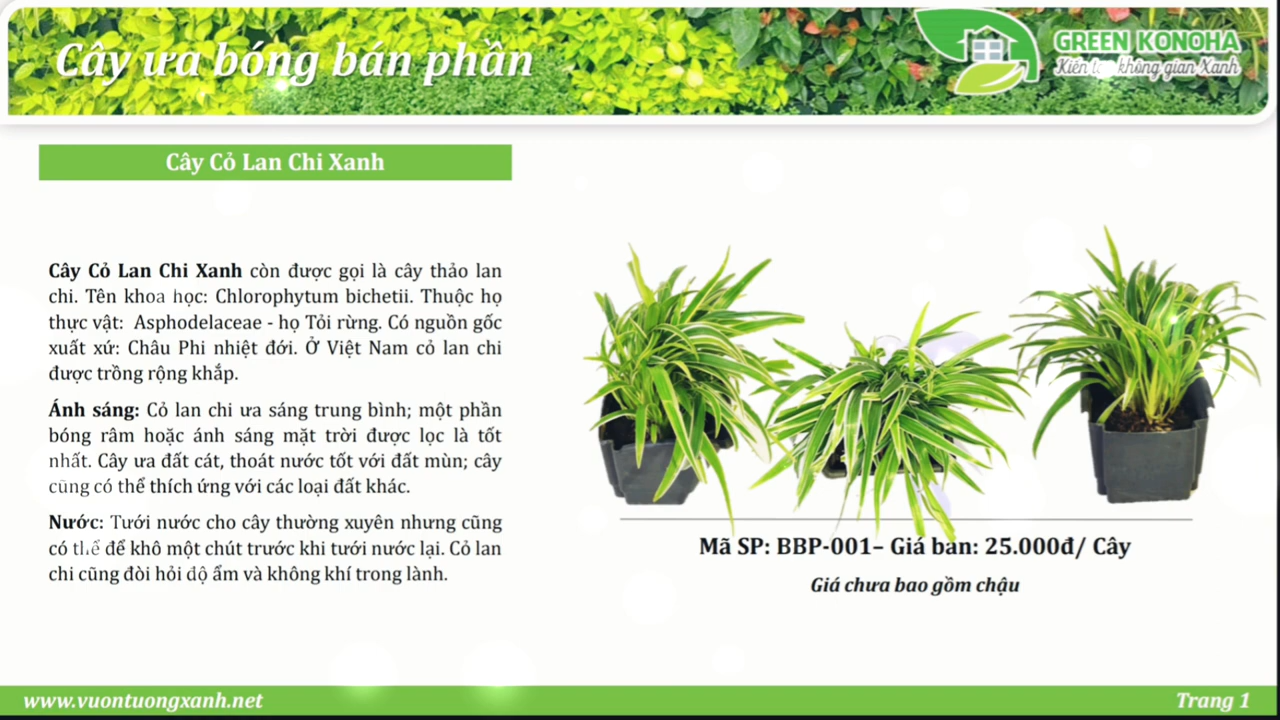 Cây ưa bóng bán phần
GREEN KONOHA
Kiến tạo không gian Xanh
Cây Cỏ Lan Chi Xanh
Cây Cỏ Lan Chi Xanh còn được gọi là cây thảo lan
chi. Tên khoa học: Chlorophytum bichetii. Thuộc họ
thực vật: Asphodelaceae - họ Tỏi rừng. Có nguồn gốc
xuất xứ: Châu Phi nhiệt đới. Ở Việt Nam cỏ lan chi
được trồng rộng khắp.
Ánh sáng: Cỏ lan chi ưa sáng trung bình; một phần
bóng râm hoặc ánh sáng mặt trời được lọc là tốt
nhất. Cây ưa đất cát, thoát nước tốt với đất mùn; cây
cũng có thể thích ứng với các loại đất khác.
Nước: Tưới nước cho cây thường xuyên nhưng cũng
có thể để khô một chút trước khi tưới nước lại. Cỏ lan
chi cũng đòi hỏi độ ẩm và không khí trong lành.
Mã SP: BBP-001– Giá bán: 25.000đ/ Cây
Giá chưa bao gồm chậu
www.vuontuongxanh.net
Trang 1